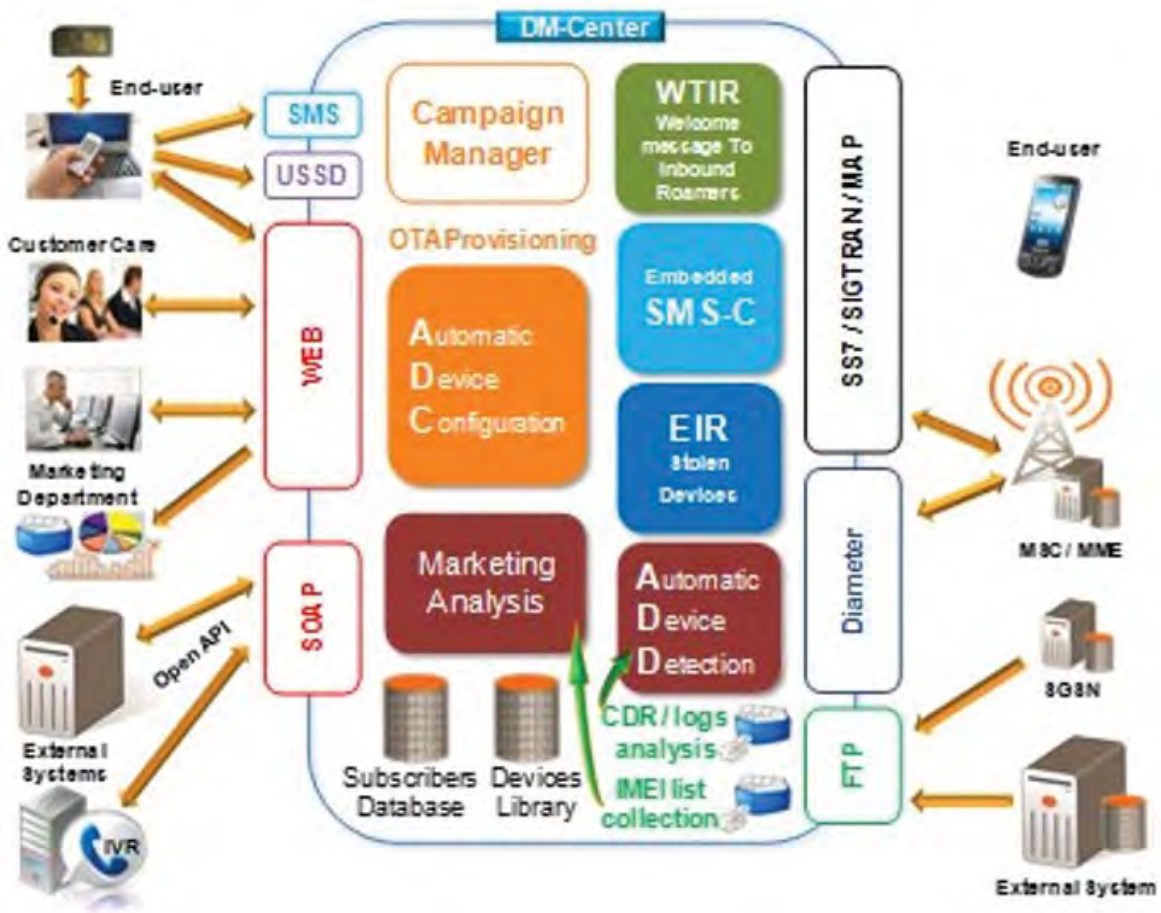 DM-Center
End-user
SMS
USSD
Campaign
Manager
WTIR
Welcome
message To
Inbound
Roamers
SS7 / SIGTRAN / MAP
End-user
Customer Care
WEB
OTA Provisioning
Automatic
Device
Configuration
Embedded
SMS-C
EIR
Stolen
Devices
Marketing
Department
MSC / MME
Marketing
Analysis
Automatic
Device
Detection
Diameter
SOAP
Open API
SGSN
External
Systems
Subscribers
Database
Devices
Library
CDR / logs
analysis
IMEI list
collection
FTP
IVR
External System